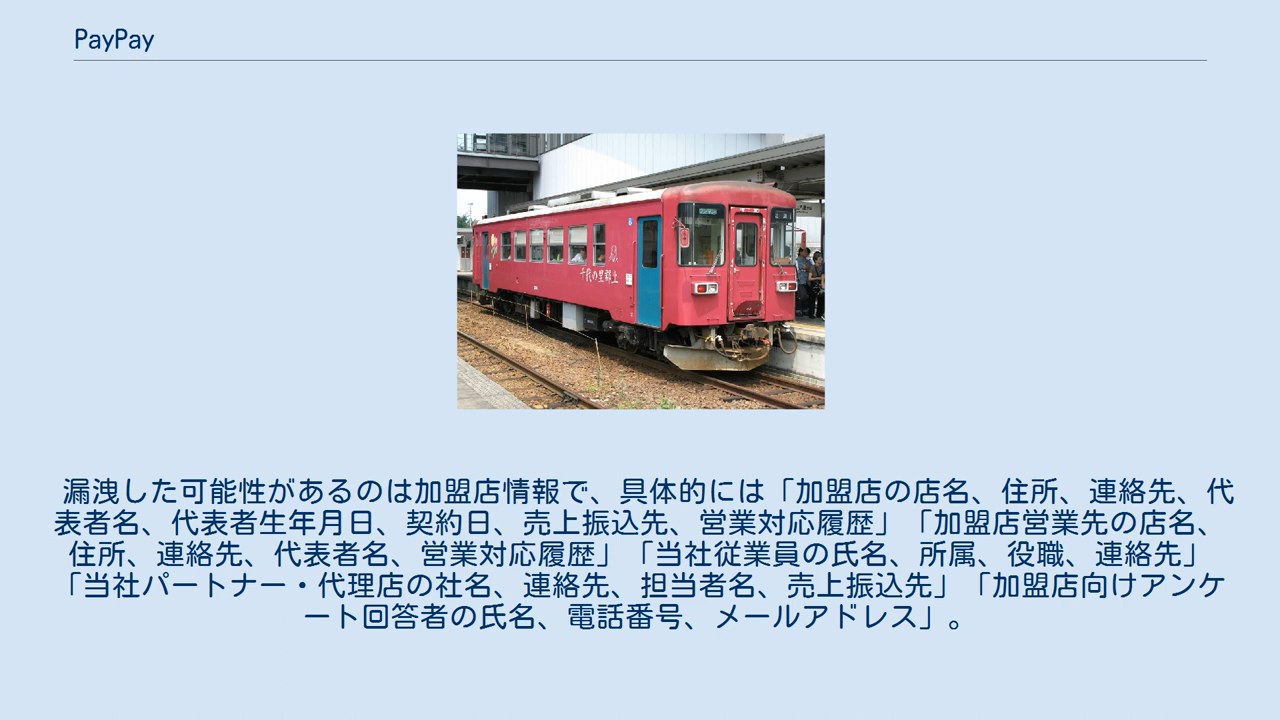 PayPay
千代の里郷土
漏洩した可能性があるのは加盟店情報で、具体的には「加盟店の店名、住所、連絡先、代
表者名、代表者生年月日、契約日、売上振込先、営業対応履歴」「加盟店営業先の店名、
住所、連絡先、代表者名、営業対応履歴」「当社従業員の氏名、所属、役職、連絡先」
「当社パートナー・代理店の社名、連絡先、担当者名、売上振込先」「加盟店向けアンケ
ート回答者の氏名、電話番号、メールアドレス」。